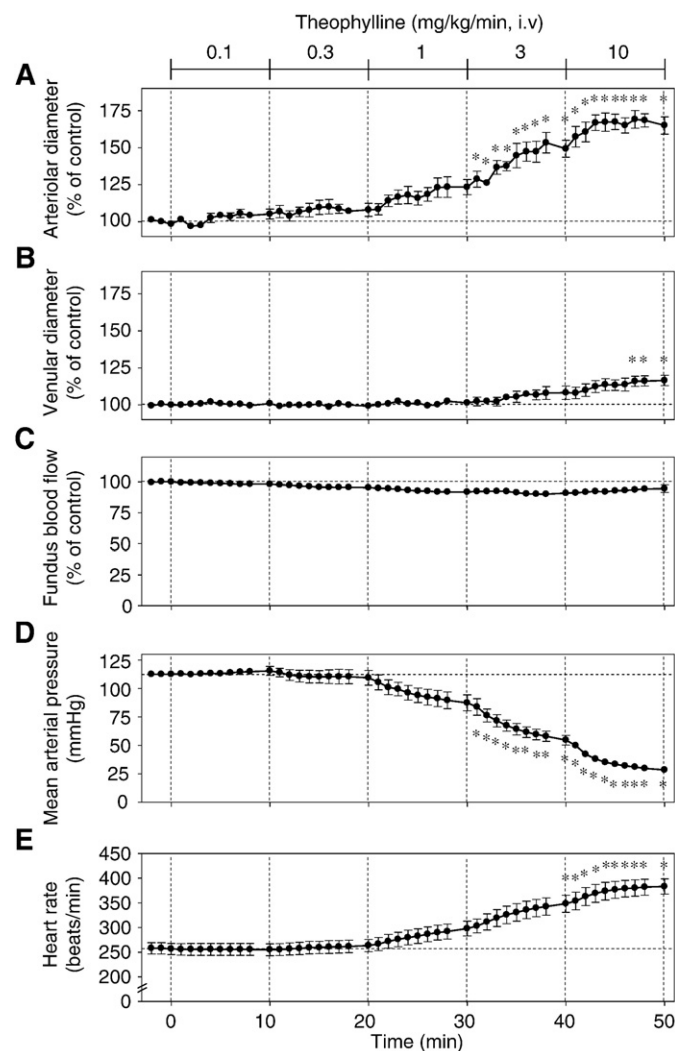 Theophylline (mg/kg/min, i.v)
0.1 0.3 1 3 10
A
Arteriolar diameter
(% of control)
175
150
125
100
* * * * * * * * * * * * * * * * * *
B
Venular diameter
(% of control)
175
150
125
100
* * *
C
Fundus blood flow
(% of control)
100
75
50
25
0
D
Mean arterial pressure
(mmHg)
125
100
75
50
25
0
* * * * * * * * * * * * * * * * * *
E
Heart rate
(beats/min)
450
400
350
300
250
200
0
* * * * * * * * * *
0 10 20 30 40 50
Time (min)